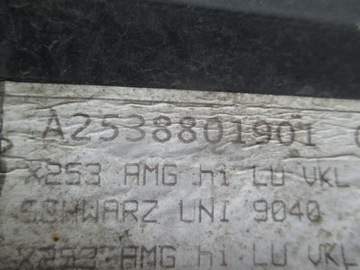 A2538801901
X253 AMG hi LU VKL
SCHWARZ UNI 9040
X253 AMG hi LU VKL